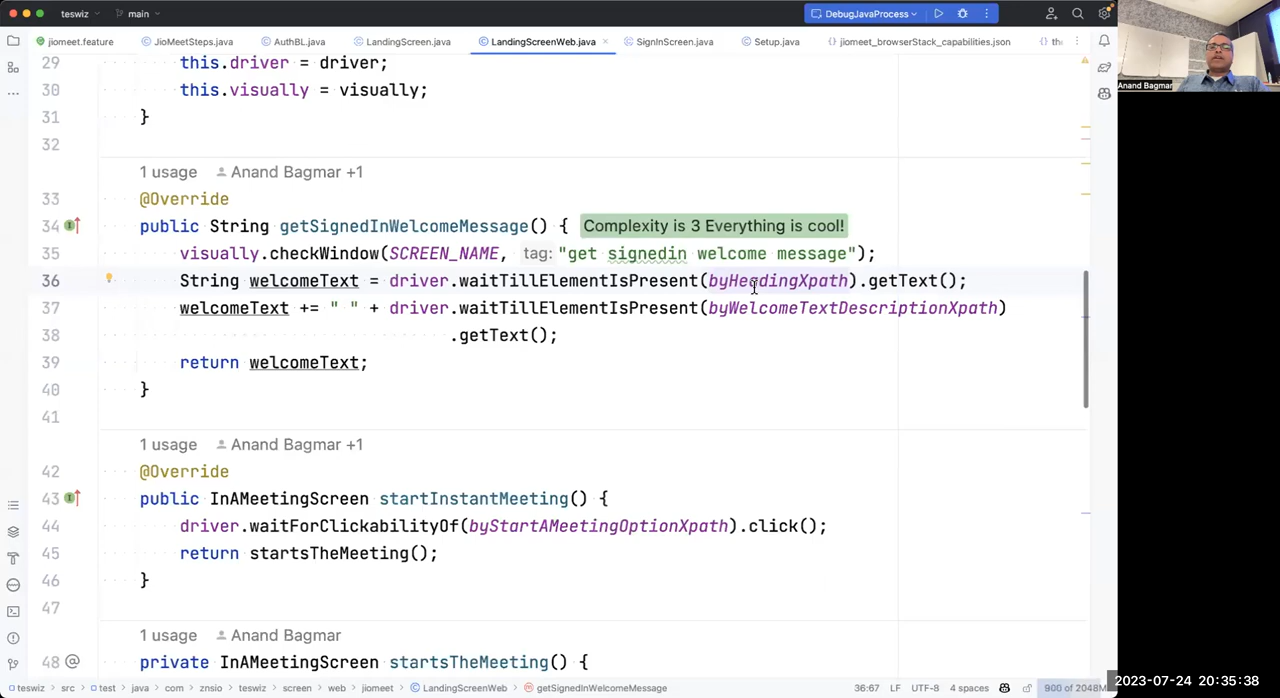 teswiz main DebugJavaProcess
jiomeet.feature JioMeetSteps.java AuthBL.java LandingScreen.java LandingScreenWeb.java SignInScreen.java Setup.java jiomeet_browserStack_capabilities.json the
Anand Bagmar
29 this.driver = driver;
30 this.visually = visually;
31 }
32
1 usage Anand Bagmar +1
33 @Override
34 public String getSignedInWelcomeMessage() { Complexity is 3 Everything is cool!
35 visually.checkWindow(SCREEN_NAME, tag: "get signedin welcome message");
36 String welcomeText = driver.waitTillElementIsPresent(byHeadingXpath).getText();
37 welcomeText += " " + driver.waitTillElementIsPresent(byWelcomeTextDescriptionXpath)
38 .getText();
39 return welcomeText;
40 }
41
1 usage Anand Bagmar +1
42 @Override
43 public InAMeetingScreen startInstantMeeting() {
44 driver.waitForClickabilityOf(byStartAMeetingOptionXpath).click();
45 return startsTheMeeting();
46 }
47
1 usage Anand Bagmar
48 private InAMeetingScreen startsTheMeeting() {
teswiz > src > test > java > com > znsio > teswiz > screen > web > jiomeet > LandingScreenWeb > getSignedInWelcomeMessage 36:67 LF UTF-8 4 spaces 900 of 2048M
2023-07-24 20:35:38